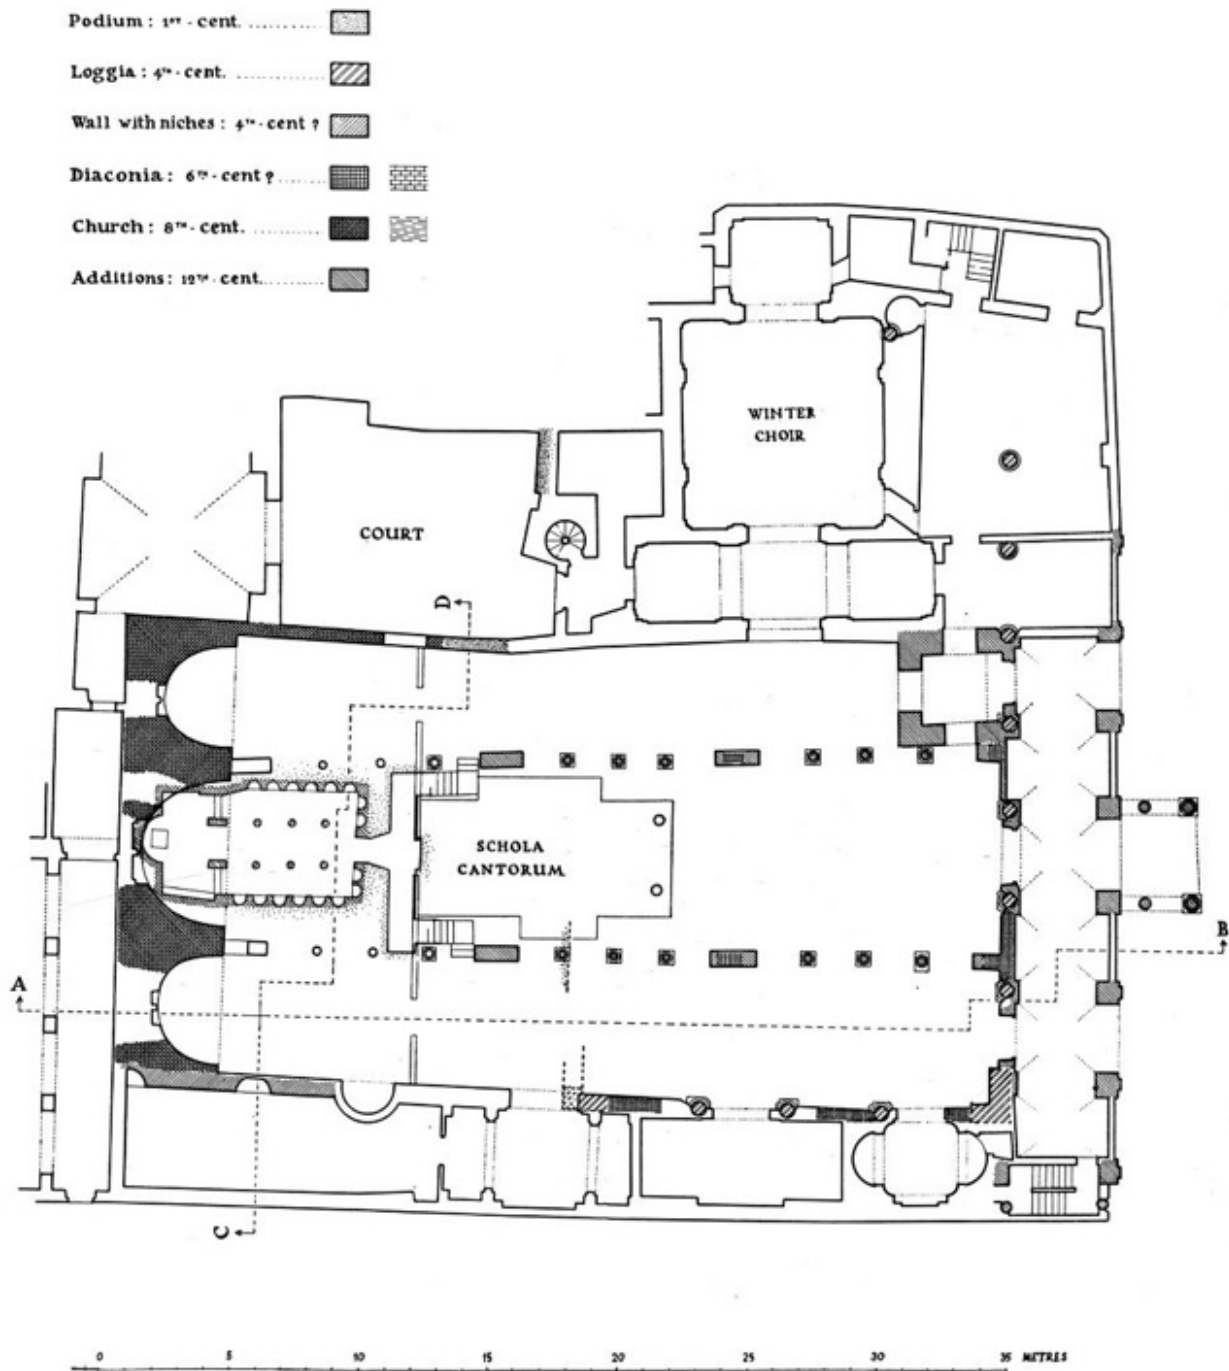 Podium : 1st - cent. ..........
Loggia : 4th - cent. ..........
Wall with niches : 4th - cent ?
Diaconia : 6th - cent ? ......
Church : 8th - cent. ..........
Additions : 12th - cent. ........
WINTER
CHOIR
COURT
D
SCHOLA
CANTORUM
B
A
C
0 5 10 15 20 25 30 35 METRES